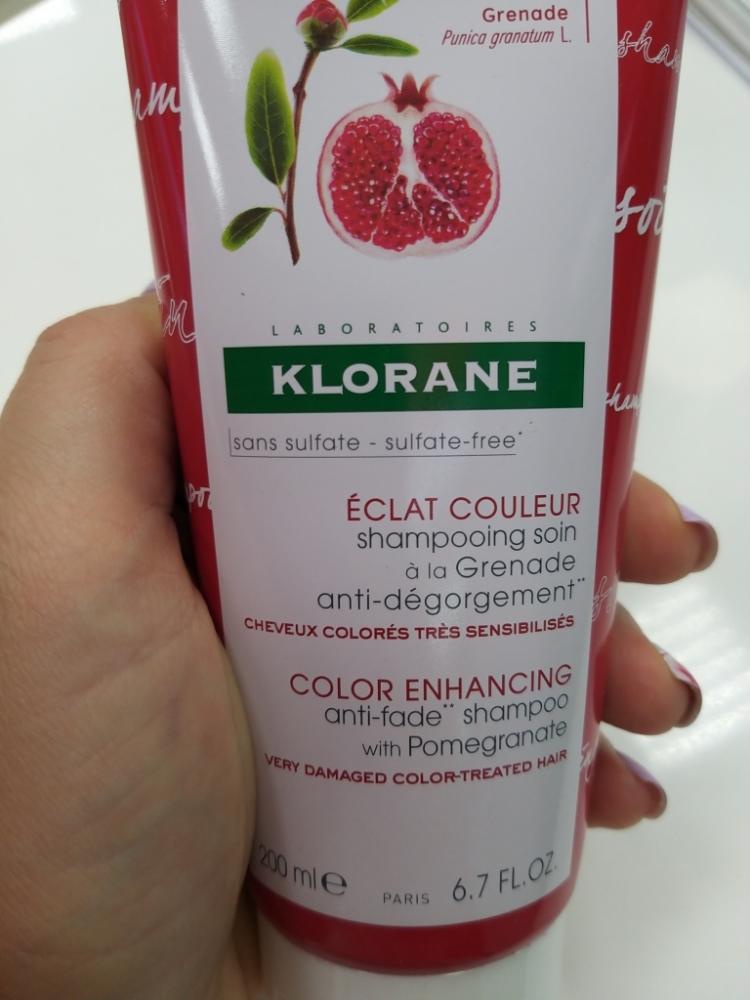 Grenade
Punica granatum L.
LABORATOIRES
KLORANE
sans sulfate - sulfate-free*
ÉCLAT COULEUR
shampooing soin
à la Grenade
anti-dégorgement**
CHEVEUX COLORÉS TRÈS SENSIBILISÉS
COLOR ENHANCING
anti-fade** shampoo
with Pomegranate
VERY DAMAGED COLOR-TREATED HAIR
200 ml e
PARIS
6.7 FL.OZ.